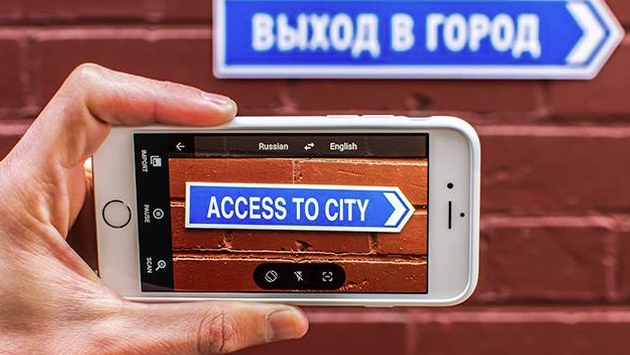 ВЫХОД В ГОРОД
Russian English
IMPORT
ACCESS TO CITY
PAUSE
SCAN